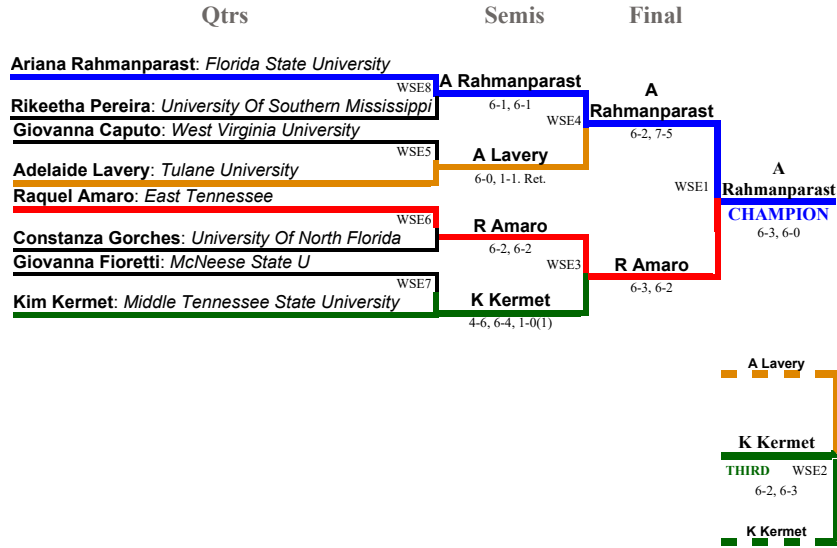 Qtrs
Semis
Final
Ariana Rahmanparast: Florida State University
WSE8
Rikeetha Pereira: University Of Southern Mississippi
Giovanna Caputo: West Virginia University
WSE5
Adelaide Lavery: Tulane University
Raquel Amaro: East Tennessee
WSE6
Constanza Gorches: University Of North Florida
Giovanna Fioretti: McNeese State U
WSE7
Kim Kermet: Middle Tennessee State University
A Rahmanparast
6-1, 6-1
WSE4
A Lavery
6-0, 1-1. Ret.
R Amaro
6-2, 6-2
WSE3
K Kermet
4-6, 6-4, 1-0(1)
A
Rahmanparast
6-2, 7-5
WSE1
R Amaro
6-3, 6-2
A
Rahmanparast
CHAMPION
6-3, 6-0
A Lavery
K Kermet
THIRD WSE2
6-2, 6-3
K Kermet